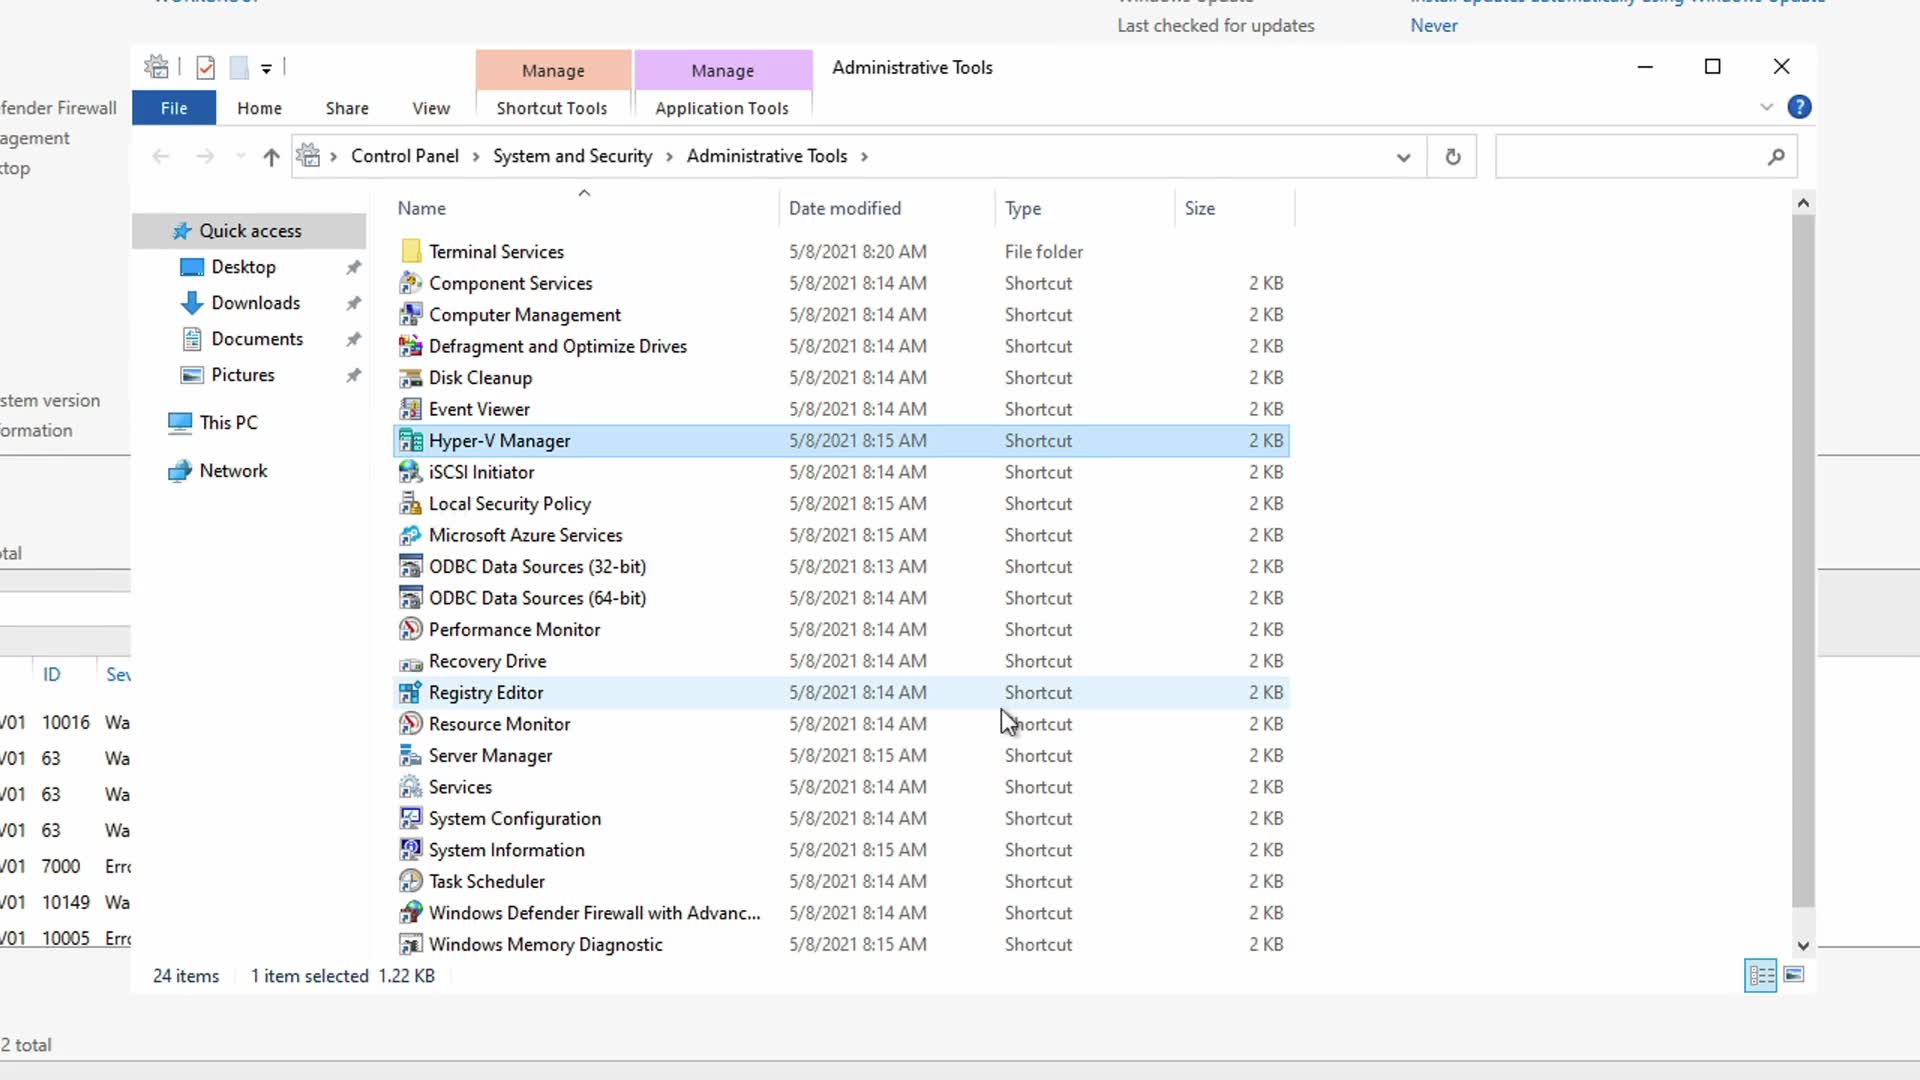 Last checked for updates Never
Manage Manage Administrative Tools
File Home Share View Shortcut Tools Application Tools
Control Panel System and Security Administrative Tools
Name Date modified Type Size
Quick access
Desktop
Downloads
Documents
Pictures
This PC
Network
Terminal Services 5/8/2021 8:20 AM File folder
Component Services 5/8/2021 8:14 AM Shortcut 2 KB
Computer Management 5/8/2021 8:14 AM Shortcut 2 KB
Defragment and Optimize Drives 5/8/2021 8:14 AM Shortcut 2 KB
Disk Cleanup 5/8/2021 8:14 AM Shortcut 2 KB
Event Viewer 5/8/2021 8:14 AM Shortcut 2 KB
Hyper-V Manager 5/8/2021 8:15 AM Shortcut 2 KB
iSCSI Initiator 5/8/2021 8:14 AM Shortcut 2 KB
Local Security Policy 5/8/2021 8:15 AM Shortcut 2 KB
Microsoft Azure Services 5/8/2021 8:15 AM Shortcut 2 KB
ODBC Data Sources (32-bit) 5/8/2021 8:13 AM Shortcut 2 KB
ODBC Data Sources (64-bit) 5/8/2021 8:14 AM Shortcut 2 KB
Performance Monitor 5/8/2021 8:14 AM Shortcut 2 KB
Recovery Drive 5/8/2021 8:14 AM Shortcut 2 KB
Registry Editor 5/8/2021 8:14 AM Shortcut 2 KB
Resource Monitor 5/8/2021 8:14 AM Shortcut 2 KB
Server Manager 5/8/2021 8:15 AM Shortcut 2 KB
Services 5/8/2021 8:14 AM Shortcut 2 KB
System Configuration 5/8/2021 8:14 AM Shortcut 2 KB
System Information 5/8/2021 8:15 AM Shortcut 2 KB
Task Scheduler 5/8/2021 8:14 AM Shortcut 2 KB
Windows Defender Firewall with Advanc... 5/8/2021 8:14 AM Shortcut 2 KB
Windows Memory Diagnostic 5/8/2021 8:15 AM Shortcut 2 KB
24 items 1 item selected 1.22 KB
efender Firewall
agement
ktop
stem version
formation
otal
ID Sev
V01 10016 Wa
V01 63 Wa
V01 63 Wa
V01 63 Wa
V01 7000 Erro
V01 10149 Wa
V01 10005 Erro
2 total